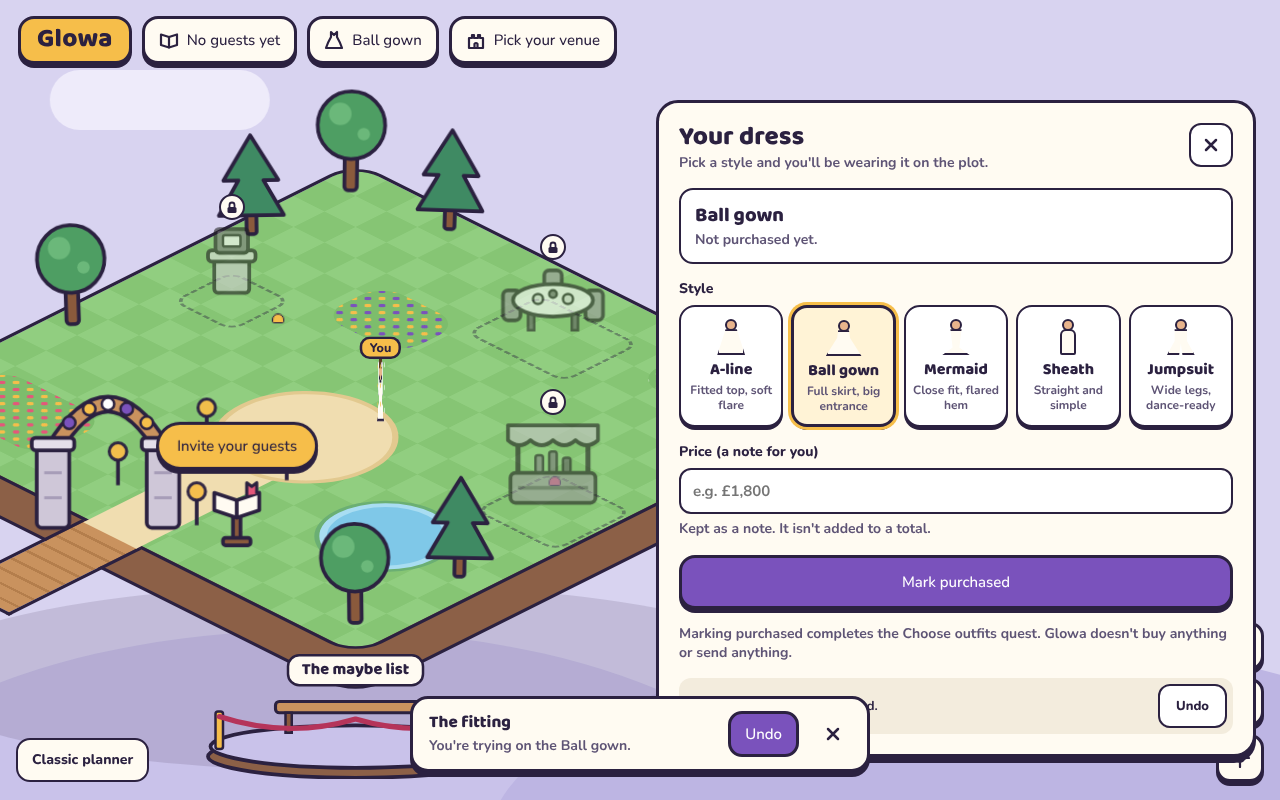 Glowa
No guests yet
Ball gown
Pick your venue
Your dress
Pick a style and you'll be wearing it on the plot.
Ball gown
Not purchased yet.
Style
A-line
Fitted top, soft
flare
Ball gown
Full skirt, big
entrance
Mermaid
Close fit, flared
hem
Sheath
Straight and
simple
Jumpsuit
Wide legs,
dance-ready
Price (a note for you)
e.g. £1,800
Kept as a note. It isn't added to a total.
Mark purchased
Marking purchased completes the Choose outfits quest. Glowa doesn't buy anything
or send anything.
Undo
You
Invite your guests
The maybe list
The fitting
You're trying on the Ball gown.
Undo
Classic planner